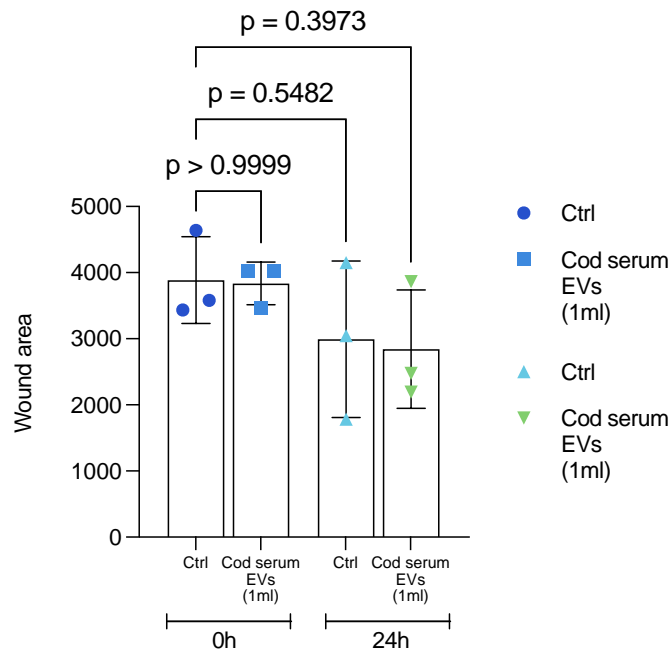 p = 0.3973
p = 0.5482
p > 0.9999
5000
4000
3000
2000
1000
0
Wound area
Ctrl
Cod serum
EVs
(1ml)
Ctrl
Cod serum
EVs
(1ml)
0h
24h
Ctrl
Cod serum
EVs
(1ml)
Ctrl
Cod serum
EVs
(1ml)